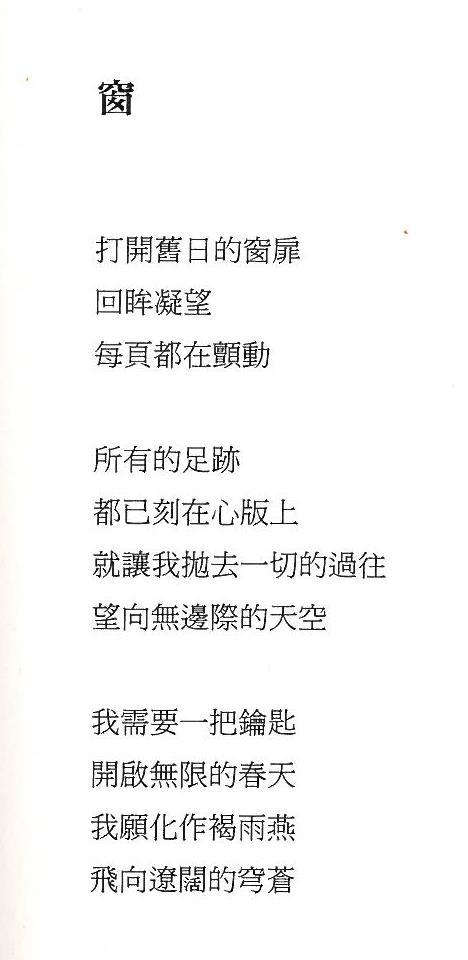 窗
打開舊日的窗扉
回眸凝望
每頁都在顫動
所有的足跡
都已刻在心版上
就讓我拋去一切的過往
望向無邊際的天空
我需要一把鑰匙
開啟無限的春天
我願化作褐雨燕
飛向遼闊的穹蒼